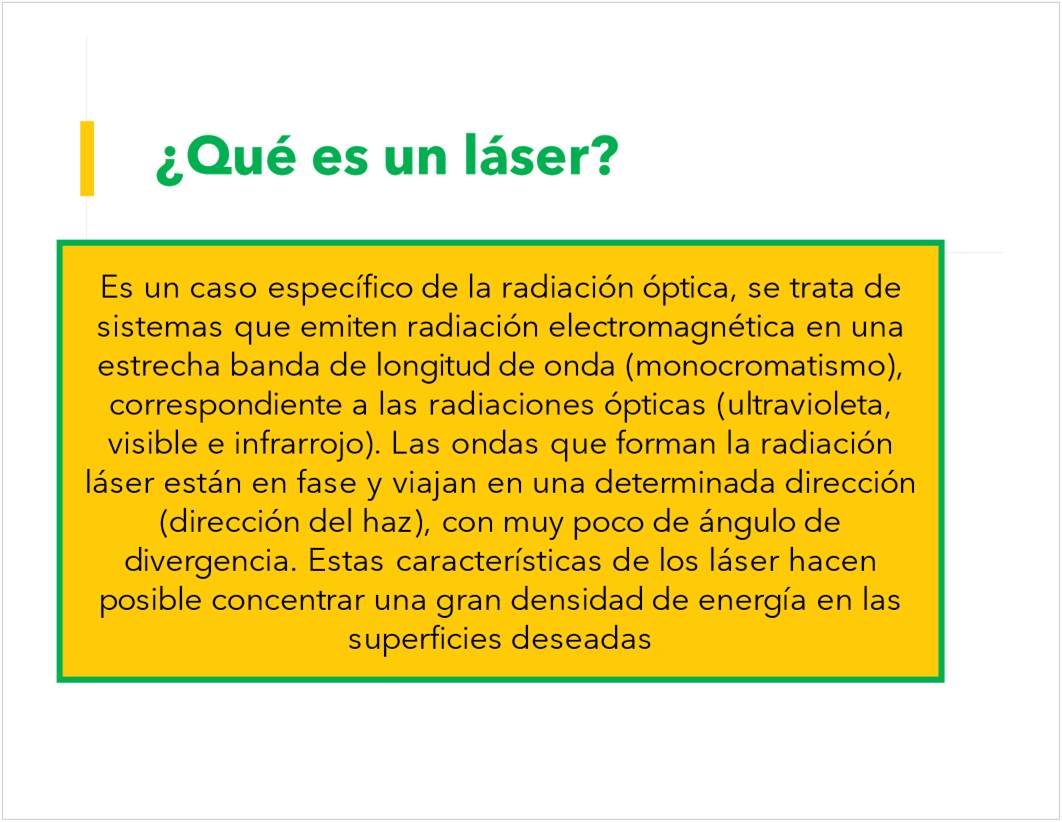 ¿Qué es un láser?
Es un caso específico de la radiación óptica, se trata de
sistemas que emiten radiación electromagnética en una
estrecha banda de longitud de onda (monocromatismo),
correspondiente a las radiaciones ópticas (ultravioleta,
visible e infrarrojo). Las ondas que forman la radiación
láser están en fase y viajan en una determinada dirección
(dirección del haz), con muy poco de ángulo de
divergencia. Estas características de los láser hacen
posible concentrar una gran densidad de energía en las
superficies deseadas